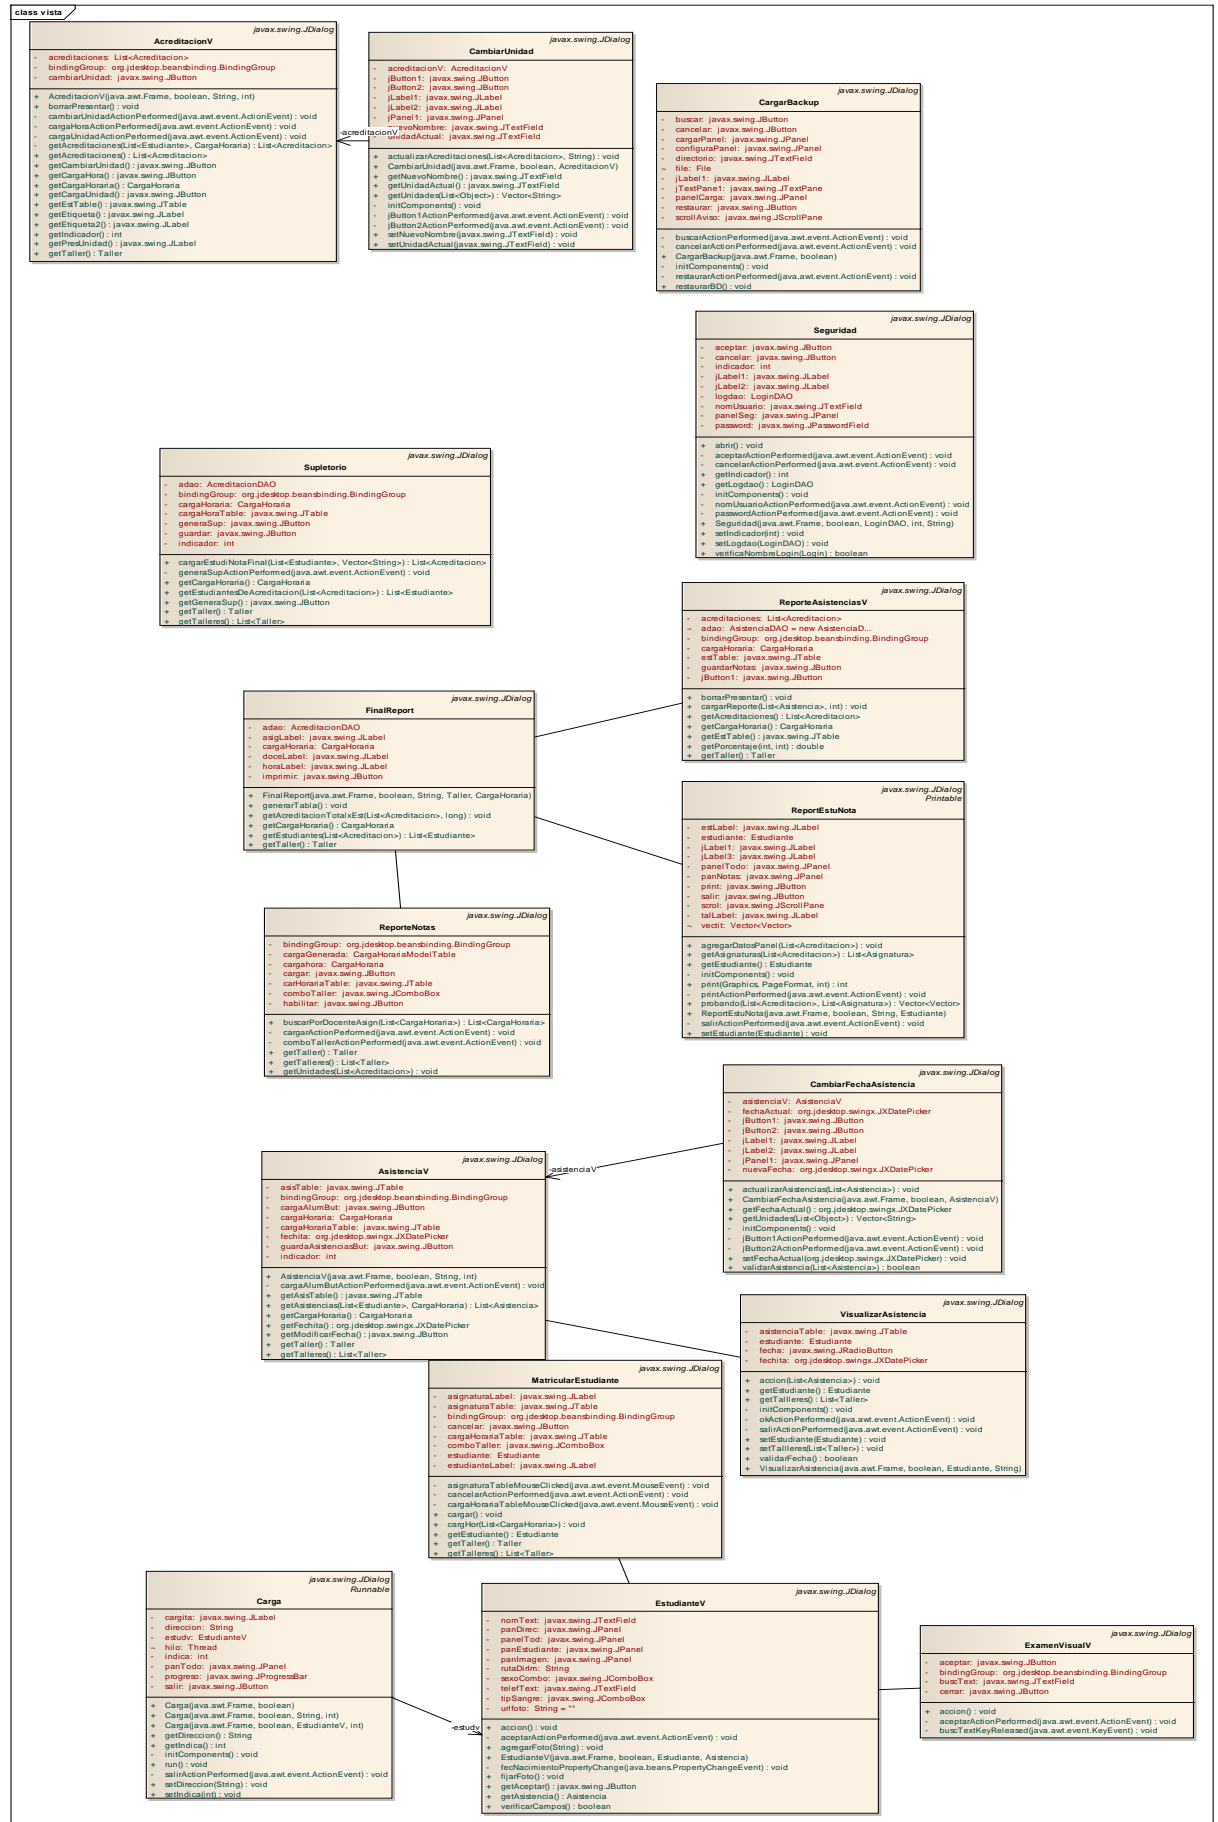 class vista
javax.swing.JDialog
AcreditacionV
- acreditaciones: List<Acreditacion>
- bindingGroup: org.jdesktop.beansbinding.BindingGroup
- cambiarUnidad: javax.swing.JButton
+ AcreditacionV(java.awt.Frame, boolean, String, int)
+ borrarPresentar() : void
- cambiarUnidadActionPerformed(java.awt.event.ActionEvent) : void
- cargaHoraActionPerformed(java.awt.event.ActionEvent) : void
- cargaUnidadActionPerformed(java.awt.event.ActionEvent) : void
- getAcreditaciones(List<Estudiante>, CargaHoraria) : List<Acreditacion>
+ getAcreditaciones() : List<Acreditacion>
+ getCambiarUnidad() : javax.swing.JButton
+ getCargaHora() : javax.swing.JButton
+ getCargaHoraria() : CargaHoraria
+ getCargaUnidad() : javax.swing.JButton
+ getEstTable() : javax.swing.JTable
+ getEtiqueta() : javax.swing.JLabel
+ getEtiqueta2() : javax.swing.JLabel
+ getIndicador() : int
+ getPresUnidad() : javax.swing.JLabel
+ getTaller() : Taller
javax.swing.JDialog
CambiarUnidad
- acreditacionV: AcreditacionV
- jButton1: javax.swing.JButton
- jButton2: javax.swing.JButton
- jLabel1: javax.swing.JLabel
- jLabel2: javax.swing.JLabel
- jPanel1: javax.swing.JPanel
nuevoNombre: javax.swing.JTextField
unidadActual: javax.swing.JTextField
-acreditacionV
+ actualizarAcreditaciones(List<Acreditacion>, String) : void
+ CambiarUnidad(java.awt.Frame, boolean, AcreditacionV)
+ getNuevoNombre() : javax.swing.JTextField
+ getUnidadActual() : javax.swing.JTextField
+ getUnidades(List<Object>) : Vector<String>
- initComponents() : void
- jButton1ActionPerformed(java.awt.event.ActionEvent) : void
- jButton2ActionPerformed(java.awt.event.ActionEvent) : void
+ setNuevoNombre(javax.swing.JTextField) : void
+ setUnidadActual(javax.swing.JTextField) : void
javax.swing.JDialog
CargarBackup
- buscar: javax.swing.JButton
- cancelar: javax.swing.JButton
- cargarPanel: javax.swing.JPanel
- configuraPanel: javax.swing.JPanel
- directorio: javax.swing.JTextField
~ file: File
- jLabel1: javax.swing.JLabel
- jTextPane1: javax.swing.JTextPane
- panelCarga: javax.swing.JPanel
- restaurar: javax.swing.JButton
- scrollAviso: javax.swing.JScrollPane
- buscarActionPerformed(java.awt.event.ActionEvent) : void
- cancelarActionPerformed(java.awt.event.ActionEvent) : void
+ CargarBackup(java.awt.Frame, boolean)
- initComponents() : void
- restaurarActionPerformed(java.awt.event.ActionEvent) : void
+ restaurarBD() : void
javax.swing.JDialog
Seguridad
- aceptar: javax.swing.JButton
- cancelar: javax.swing.JButton
- indicador: int
- jLabel1: javax.swing.JLabel
- jLabel2: javax.swing.JLabel
- logdao: LoginDAO
- nomUsuario: javax.swing.JTextField
- panelSeg: javax.swing.JPanel
- password: javax.swing.JPasswordField
+ abrir() : void
- aceptarActionPerformed(java.awt.event.ActionEvent) : void
- cancelarActionPerformed(java.awt.event.ActionEvent) : void
+ getIndicador() : int
+ getLogdao() : LoginDAO
- initComponents() : void
- nomUsuarioActionPerformed(java.awt.event.ActionEvent) : void
- passwordActionPerformed(java.awt.event.ActionEvent) : void
+ Seguridad(java.awt.Frame, boolean, LoginDAO, int, String)
+ setIndicador(int) : void
+ setLogdao(LoginDAO) : void
+ verificaNombreLogin(Login) : boolean
javax.swing.JDialog
Supletorio
- adao: AcreditacionDAO
- bindingGroup: org.jdesktop.beansbinding.BindingGroup
- cargaHoraria: CargaHoraria
- cargaHoraTable: javax.swing.JTable
- generaSup: javax.swing.JButton
- guardar: javax.swing.JButton
- indicador: int
+ cargarEstudiNotaFinal(List<Estudiante>, Vector<String>) : List<Acreditacion>
- generaSupActionPerformed(java.awt.event.ActionEvent) : void
+ getCargaHoraria() : CargaHoraria
+ getEstudiantesDeAcreditacion(List<Acreditacion>) : List<Estudiante>
+ getGeneraSup() : javax.swing.JButton
+ getTaller() : Taller
+ getTalleres() : List<Taller>
javax.swing.JDialog
ReporteAsistenciasV
- acreditaciones: List<Acreditacion>
~ adao: AsistenciaDAO = new AsistenciaD...
- bindingGroup: org.jdesktop.beansbinding.BindingGroup
- cargaHoraria: CargaHoraria
- estTable: javax.swing.JTable
- guardarNotas: javax.swing.JButton
- jButton1: javax.swing.JButton
+ borrarPresentar() : void
+ cargarReporte(List<Asistencia>, int) : void
+ getAcreditaciones() : List<Acreditacion>
+ getCargaHoraria() : CargaHoraria
+ getEstTable() : javax.swing.JTable
+ getPorcentaje(int, int) : double
+ getTaller() : Taller
javax.swing.JDialog
FinalReport
- adao: AcreditacionDAO
- asigLabel: javax.swing.JLabel
- cargaHoraria: CargaHoraria
- doceLabel: javax.swing.JLabel
- horaLabel: javax.swing.JLabel
- imprimir: javax.swing.JButton
+ FinalReport(java.awt.Frame, boolean, String, Taller, CargaHoraria)
+ generarTabla() : void
+ getAcreditacionTotalxEst(List<Acreditacion>, long) : void
+ getCargaHoraria() : CargaHoraria
+ getEstudiantes(List<Acreditacion>) : List<Estudiante>
+ getTaller() : Taller
javax.swing.JDialog
Printable
ReportEstuNota
- estLabel: javax.swing.JLabel
- estudiante: Estudiante
- jLabel1: javax.swing.JLabel
- jLabel3: javax.swing.JLabel
- panelTodo: javax.swing.JPanel
- panNotas: javax.swing.JPanel
- print: javax.swing.JButton
- salir: javax.swing.JButton
- scrol: javax.swing.JScrollPane
- talLabel: javax.swing.JLabel
~ vectit: Vector<Vector>
+ agregarDatosPanel(List<Acreditacion>) : void
+ getAsignaturas(List<Acreditacion>) : List<Asignatura>
+ getEstudiante() : Estudiante
- initComponents() : void
+ print(Graphics, PageFormat, int) : int
- printActionPerformed(java.awt.event.ActionEvent) : void
+ probando(List<Acreditacion>, List<Asignatura>) : Vector<Vector>
+ ReportEstuNota(java.awt.Frame, boolean, String, Estudiante)
- salirActionPerformed(java.awt.event.ActionEvent) : void
+ setEstudiante(Estudiante) : void
javax.swing.JDialog
ReporteNotas
- bindingGroup: org.jdesktop.beansbinding.BindingGroup
- cargaGenerada: CargaHorariaModelTable
- cargahora: CargaHoraria
- cargar: javax.swing.JButton
- carHorariaTable: javax.swing.JTable
- comboTaller: javax.swing.JComboBox
- habilitar: javax.swing.JButton
+ buscarPorDocenteAsign(List<CargaHoraria>) : List<CargaHoraria>
- cargarActionPerformed(java.awt.event.ActionEvent) : void
- comboTallerActionPerformed(java.awt.event.ActionEvent) : void
+ getTaller() : Taller
+ getTalleres() : List<Taller>
+ getUnidades(List<Acreditacion>) : void
javax.swing.JDialog
CambiarFechaAsistencia
- asistenciaV: AsistenciaV
- fechaActual: org.jdesktop.swingx.JXDatePicker
- jButton1: javax.swing.JButton
- jButton2: javax.swing.JButton
- jLabel1: javax.swing.JLabel
- jLabel2: javax.swing.JLabel
- jPanel1: javax.swing.JPanel
- nuevaFecha: org.jdesktop.swingx.JXDatePicker
+ actualizarAsistencias(List<Asistencia>) : void
+ CambiarFechaAsistencia(java.awt.Frame, boolean, AsistenciaV)
+ getFechaActual() : org.jdesktop.swingx.JXDatePicker
+ getUnidades(List<Object>) : Vector<String>
- initComponents() : void
- jButton1ActionPerformed(java.awt.event.ActionEvent) : void
- jButton2ActionPerformed(java.awt.event.ActionEvent) : void
+ setFechaActual(org.jdesktop.swingx.JXDatePicker) : void
+ validarAsistencia(List<Asistencia>) : boolean
-asistenciaV
javax.swing.JDialog
AsistenciaV
- asisTable: javax.swing.JTable
- bindingGroup: org.jdesktop.beansbinding.BindingGroup
- cargaAlumBut: javax.swing.JButton
- cargaHoraria: CargaHoraria
- cargaHorariaTable: javax.swing.JTable
- fechita: org.jdesktop.swingx.JXDatePicker
- guardaAsistenciasBut: javax.swing.JButton
- indicador: int
+ AsistenciaV(java.awt.Frame, boolean, String, int)
- cargaAlumButActionPerformed(java.awt.event.ActionEvent) : void
+ getAsisTable() : javax.swing.JTable
+ getAsistencias(List<Estudiante>, CargaHoraria) : List<Asistencia>
+ getCargaHoraria() : CargaHoraria
+ getFechita() : org.jdesktop.swingx.JXDatePicker
+ getModificarFecha() : javax.swing.JButton
+ getTaller() : Taller
+ getTalleres() : List<Taller>
javax.swing.JDialog
VisualizarAsistencia
- asistenciaTable: javax.swing.JTable
- estudiante: Estudiante
- fecha: javax.swing.JRadioButton
- fechita: org.jdesktop.swingx.JXDatePicker
+ accion(List<Asistencia>) : void
+ getEstudiante() : Estudiante
+ getTallleres() : List<Taller>
- initComponents() : void
- okActionPerformed(java.awt.event.ActionEvent) : void
- salirActionPerformed(java.awt.event.ActionEvent) : void
+ setEstudiante(Estudiante) : void
+ setTallleres(List<Taller>) : void
+ validarFecha() : boolean
+ VisualizarAsistencia(java.awt.Frame, boolean, Estudiante, String)
javax.swing.JDialog
MatricularEstudiante
- asignaturaLabel: javax.swing.JLabel
- asignaturaTable: javax.swing.JTable
- bindingGroup: org.jdesktop.beansbinding.BindingGroup
- cancelar: javax.swing.JButton
- cargaHorariaTable: javax.swing.JTable
- comboTaller: javax.swing.JComboBox
- estudiante: Estudiante
- estudianteLabel: javax.swing.JLabel
- asignaturaTableMouseClicked(java.awt.event.MouseEvent) : void
- cancelarActionPerformed(java.awt.event.ActionEvent) : void
- cargaHorariaTableMouseClicked(java.awt.event.MouseEvent) : void
+ cargar() : void
+ cargHor(List<CargaHoraria>) : void
+ getEstudiante() : Estudiante
+ getTaller() : Taller
+ getTalleres() : List<Taller>
javax.swing.JDialog
Runnable
Carga
- cargita: javax.swing.JLabel
- direccion: String
- estudv: EstudianteV
~ hilo: Thread
- indica: int
- panTodo: javax.swing.JPanel
- progreso: javax.swing.JProgressBar
- salir: javax.swing.JButton
+ Carga(java.awt.Frame, boolean)
+ Carga(java.awt.Frame, boolean, String, int)
+ Carga(java.awt.Frame, boolean, EstudianteV, int)
+ getDireccion() : String
+ getIndica() : int
- initComponents() : void
+ run() : void
- salirActionPerformed(java.awt.event.ActionEvent) : void
+ setDireccion(String) : void
+ setIndica(int) : void
-estudv
javax.swing.JDialog
EstudianteV
- nomText: javax.swing.JTextField
- panDirec: javax.swing.JPanel
- panelTod: javax.swing.JPanel
- panEstudiante: javax.swing.JPanel
- panImagen: javax.swing.JPanel
- rutaDirIm: String
- sexoCombo: javax.swing.JComboBox
- telefText: javax.swing.JTextField
- tipSangre: javax.swing.JComboBox
- urlfoto: String = ""
+ accion() : void
- aceptarActionPerformed(java.awt.event.ActionEvent) : void
+ agregarFoto(String) : void
+ EstudianteV(java.awt.Frame, boolean, Estudiante, Asistencia)
- fecNacimientoPropertyChange(java.beans.PropertyChangeEvent) : void
+ fijarFoto() : void
+ getAceptar() : javax.swing.JButton
+ getAsistencia() : Asistencia
+ verificarCampos() : boolean
javax.swing.JDialog
ExamenVisualV
- aceptar: javax.swing.JButton
- bindingGroup: org.jdesktop.beansbinding.BindingGroup
- buscText: javax.swing.JTextField
- cerrar: javax.swing.JButton
+ accion() : void
- aceptarActionPerformed(java.awt.event.ActionEvent) : void
- buscTextKeyReleased(java.awt.event.KeyEvent) : void